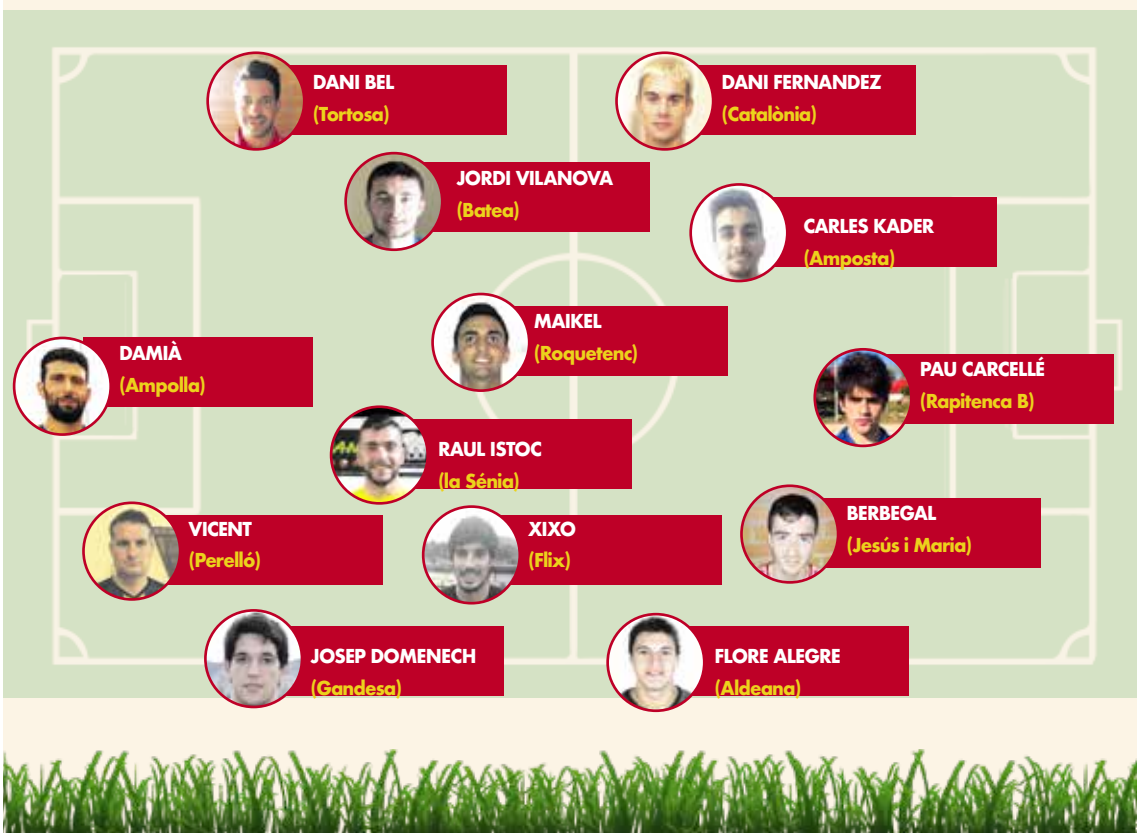 DANI BEL
(Tortosa)
DANI FERNANDEZ
(Catalònia)
JORDI VILANOVA
(Batea)
CARLES KADER
(Amposta)
MAIKEL
(Roquetenc)
DAMIÀ
(Ampolla)
PAU CARCELLÉ
(Rapitenca B)
RAUL ISTOC
(la Sénia)
VICENT
(Perelló)
XIXO
(Flix)
BERBEGAL
(Jesús i Maria)
JOSEP DOMENECH
(Gandesa)
FLORE ALEGRE
(Aldeana)